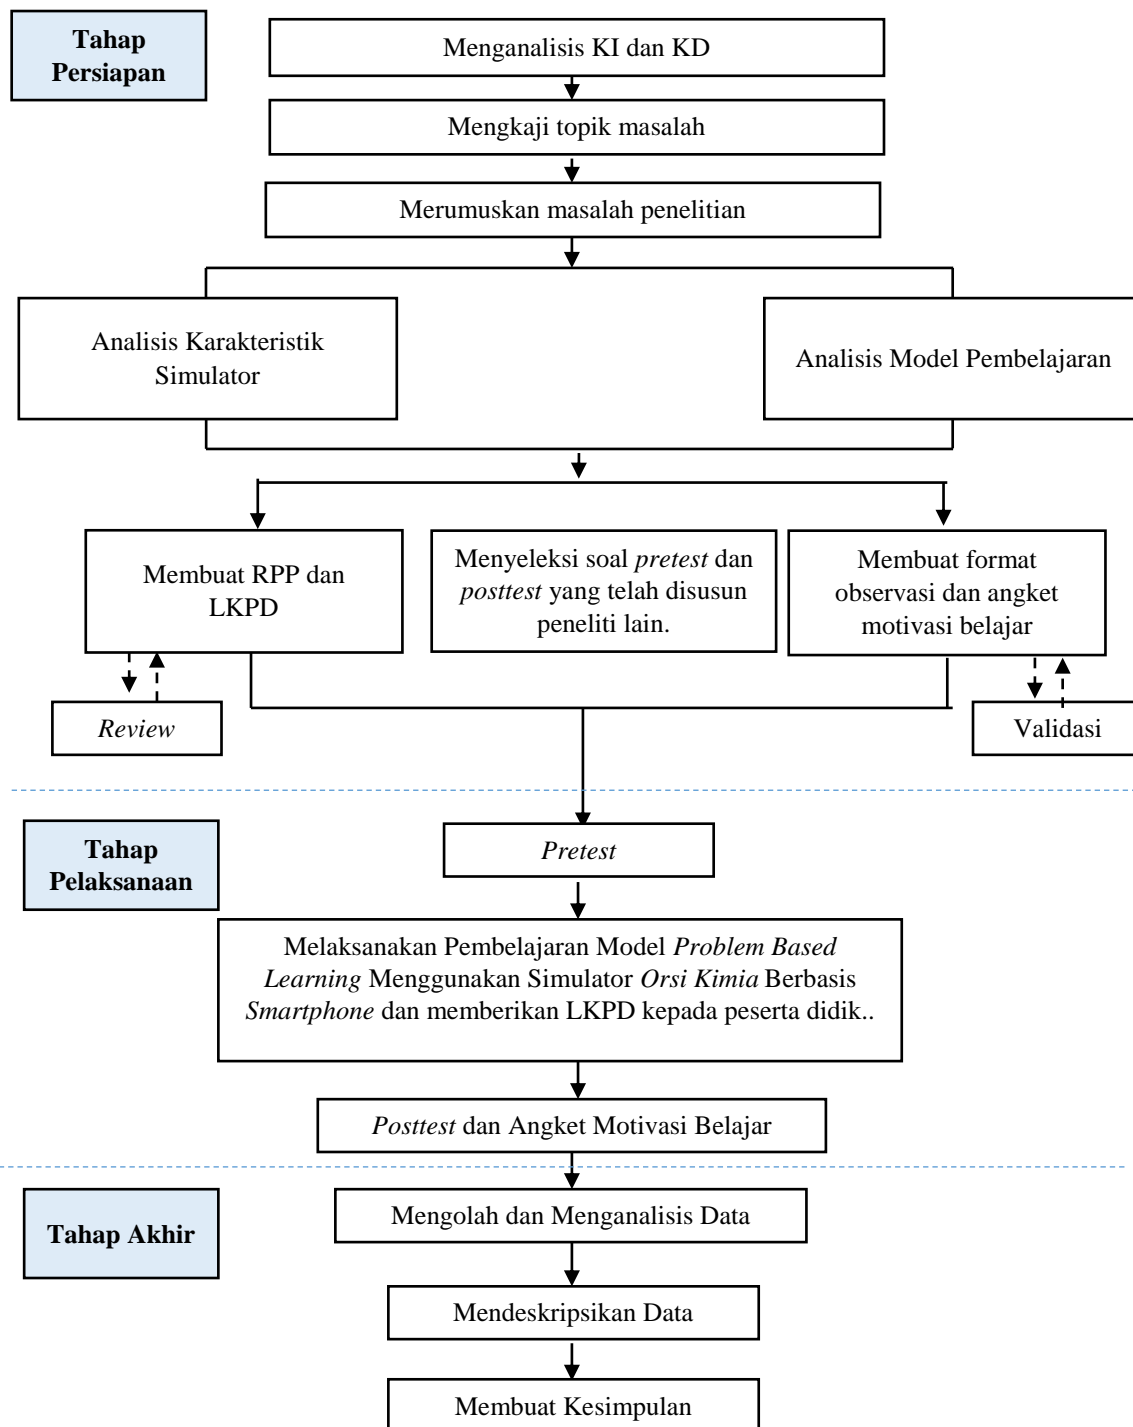 Tahap
Persiapan
Menganalisis KI dan KD
Mengkaji topik masalah
Merumuskan masalah penelitian
Analisis Karakteristik
Simulator
Analisis Model Pembelajaran
Membuat RPP dan
LKPD
Menyeleksi soal pretest dan
posttest yang telah disusun
peneliti lain.
Membuat format
observasi dan angket
motivasi belajar
Review
Validasi
Tahap
Pelaksanaan
Pretest
Melaksanakan Pembelajaran Model Problem Based
Learning Menggunakan Simulator Orsi Kimia Berbasis
Smartphone dan memberikan LKPD kepada peserta didik..
Posttest dan Angket Motivasi Belajar
Tahap Akhir
Mengolah dan Menganalisis Data
Mendeskripsikan Data
Membuat Kesimpulan